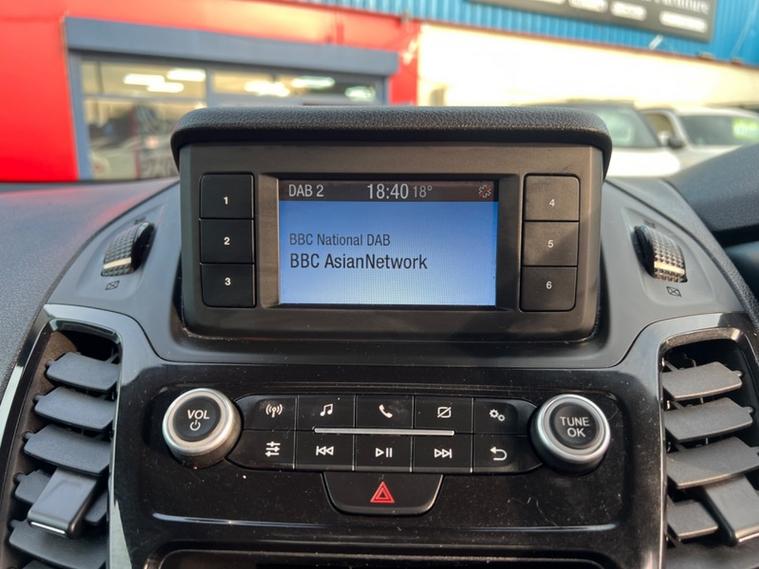 DAB 2 18:40 18°
BBC National DAB
BBC AsianNetwork
1
2
3
4
5
6
VOL
TUNE
OK